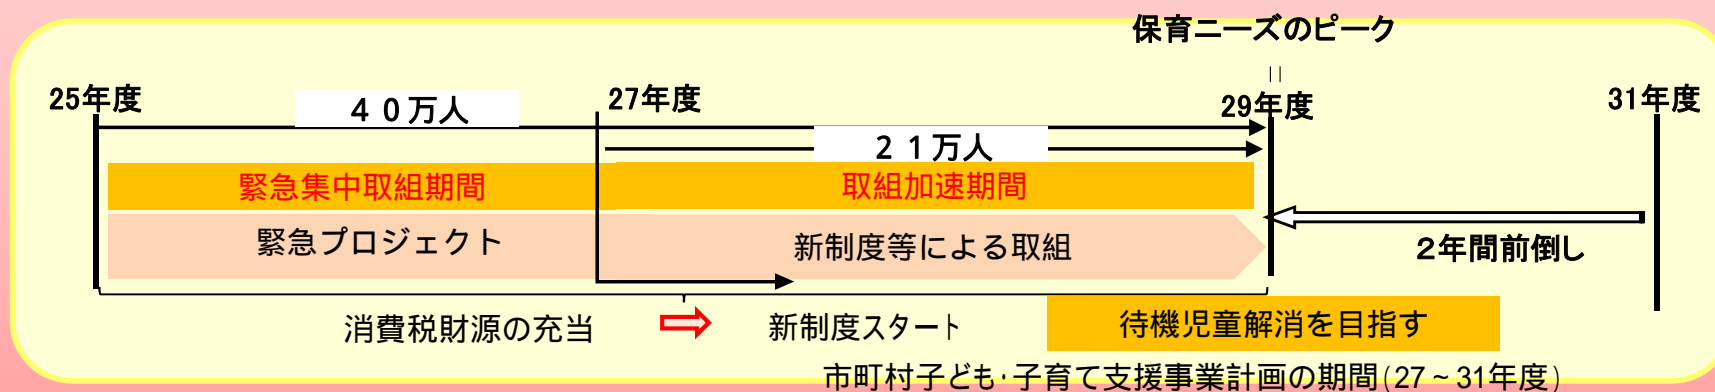 保育ニーズのピーク
||
25年度
40万人
27年度
29年度
31年度
21万人
緊急集中取組期間
取組加速期間
緊急プロジェクト
新制度等による取組
2年間前倒し
消費税財源の充当
新制度スタート
待機児童解消を目指す
市町村子ども・子育て支援事業計画の期間(27~31年度)